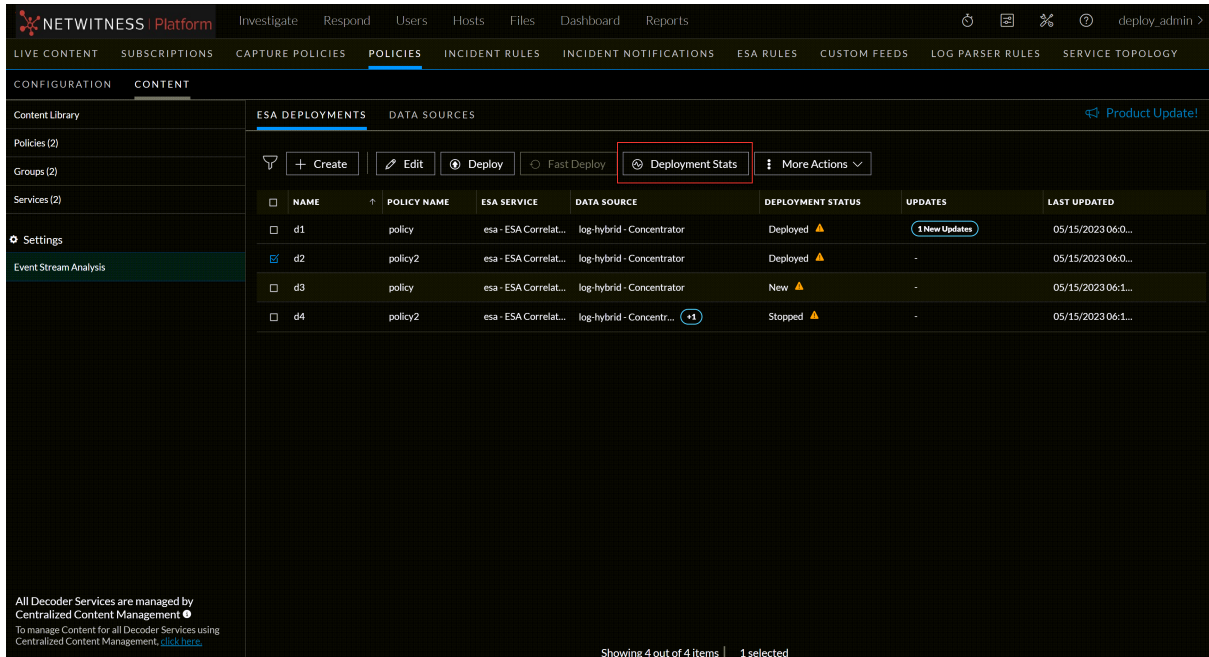 NETWITNESS | Platform Investigate Respond Users Hosts Files Dashboard Reports deploy_admin >
LIVE CONTENT SUBSCRIPTIONS CAPTURE POLICIES POLICIES INCIDENT RULES INCIDENT NOTIFICATIONS ESA RULES CUSTOM FEEDS LOG PARSER RULES SERVICE TOPOLOGY
CONFIGURATION CONTENT
Content Library
Policies (2)
Groups (2)
Services (2)
Settings
Event Stream Analysis
ESA DEPLOYMENTS DATA SOURCES Product Update!
+ Create Edit Deploy Fast Deploy Deployment Stats More Actions
NAME ↑ POLICY NAME ESA SERVICE DATA SOURCE DEPLOYMENT STATUS UPDATES LAST UPDATED
d1 policy esa - ESA Correlat... log-hybrid - Concentrator Deployed 1 New Updates 05/15/2023 06:0...
d2 policy2 esa - ESA Correlat... log-hybrid - Concentrator Deployed - 05/15/2023 06:0...
d3 policy esa - ESA Correlat... log-hybrid - Concentrator New - 05/15/2023 06:1...
d4 policy2 esa - ESA Correlat... log-hybrid - Concentr... +1 Stopped - 05/15/2023 06:1...
All Decoder Services are managed by
Centralized Content Management
To manage Content for all Decoder Services using
Centralized Content Management, click here.
Showing 4 out of 4 items | 1 selected